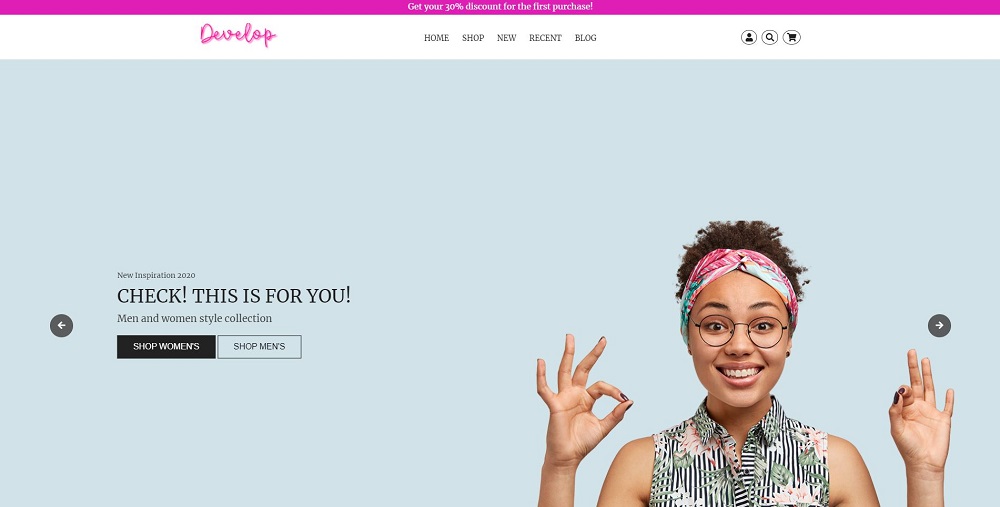 Get your 30% discount for the first purchase!
Develop
HOME SHOP NEW RECENT BLOG
New Inspiration 2020
CHECK! THIS IS FOR YOU!
Men and women style collection
SHOP WOMEN'S SHOP MEN'S